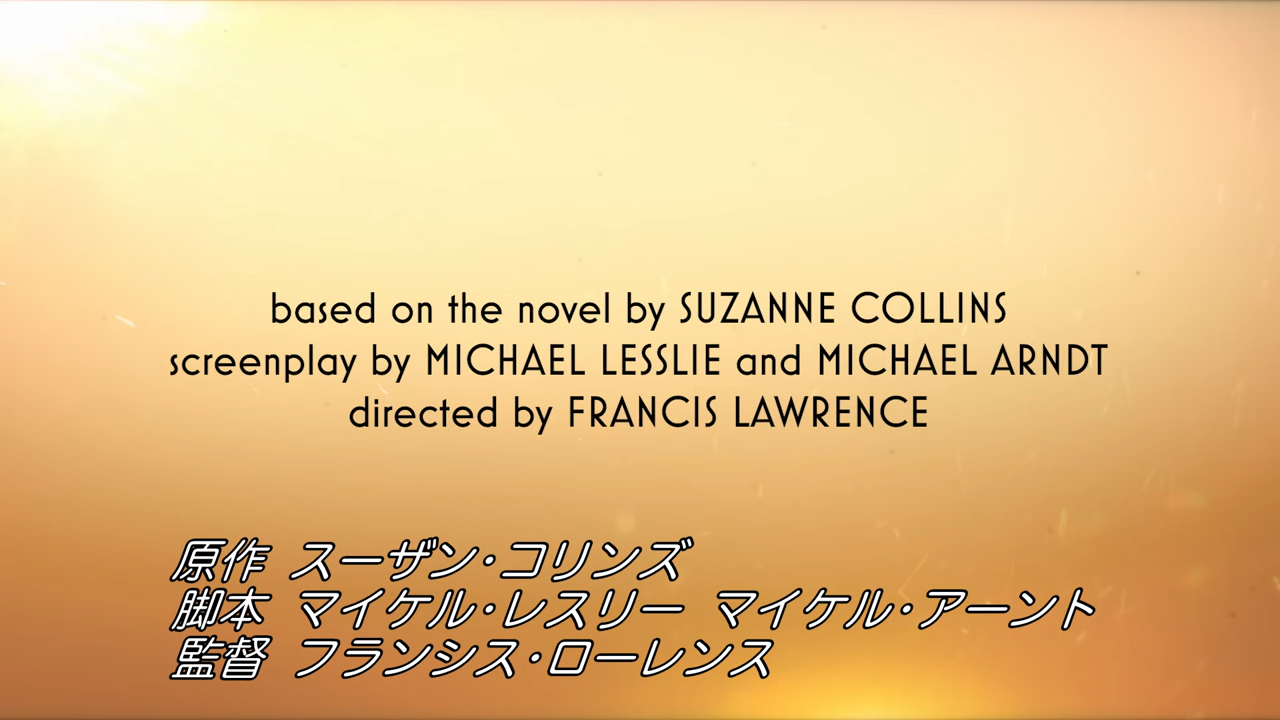 based on the novel by SUZANNE COLLINS
screenplay by MICHAEL LESSLIE and MICHAEL ARNDT
directed by FRANCIS LAWRENCE
原作 スーザン・コリンズ
脚本 マイケル・レスリー マイケル・アーント
監督 フランシス・ローレンス